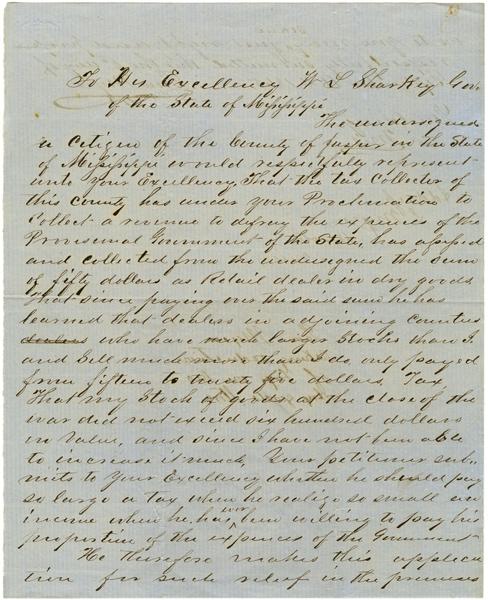 To His Excellency W L Sharkey Gov.
of the State of Mississippi
The undersigned
a citizen of the County of Jasper in the State
of Mississippi would respectfully represent
unto your Excellency That the tax Collector of
this County has under your Proclamation to
Collect a revenue to defray the expences of the
Provisional Government of the State, has assessed
and collected from the undersigned the sum
of fifty dollars as Retail dealer in dry goods
That since paying over the said sum he has
learned that dealers in adjoining counties
dealers who have much larger Stocks than I
and Sell much more than I do, only payed
from fifteen to twenty five dollars, Tax,
That my Stock of goods at the close of the
war did not exceed six hundred dollars
in Value, and since I have not been able
to increase it much, Your petitioner sub-
mits to your Excellency whether he should pay
so large a tax when he realize so small an
income when he has ever been willing to pay his
proportion of the expences of the Government
He therefore makes this applica
tion for such relief in the premises